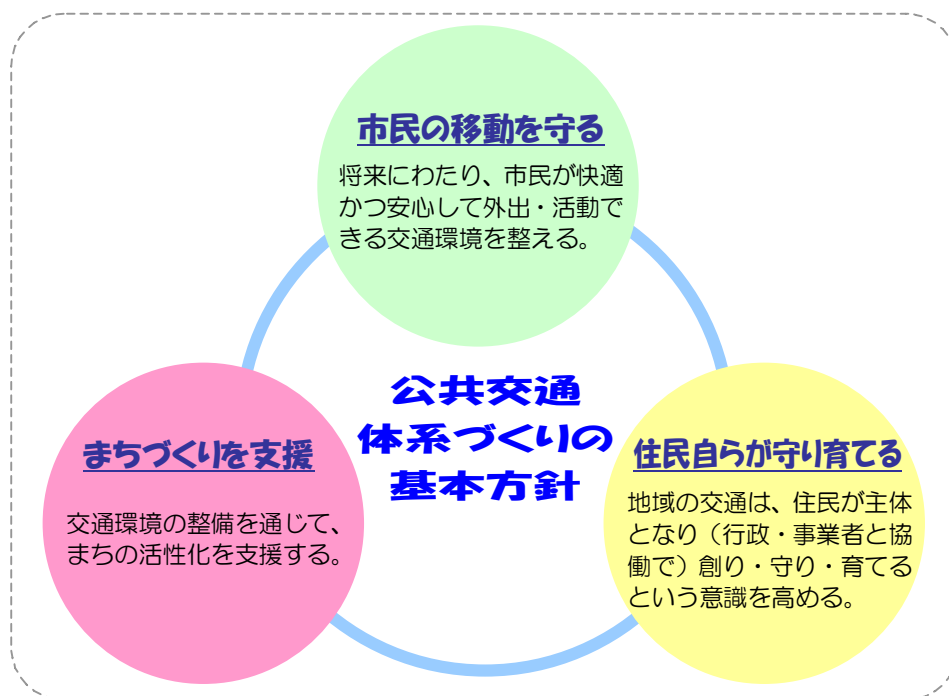 市民の移動を守る
将来にわたり、市民が快適
かつ安心して外出・活動で
きる交通環境を整える。
公共交通
体系づくりの
基本方針
まちづくりを支援
交通環境の整備を通じて、
まちの活性化を支援する。
住民自らが守り育てる
地域の交通は、住民が主体
となり（行政・事業者と協
働で）創り・守り・育てる
という意識を高める。